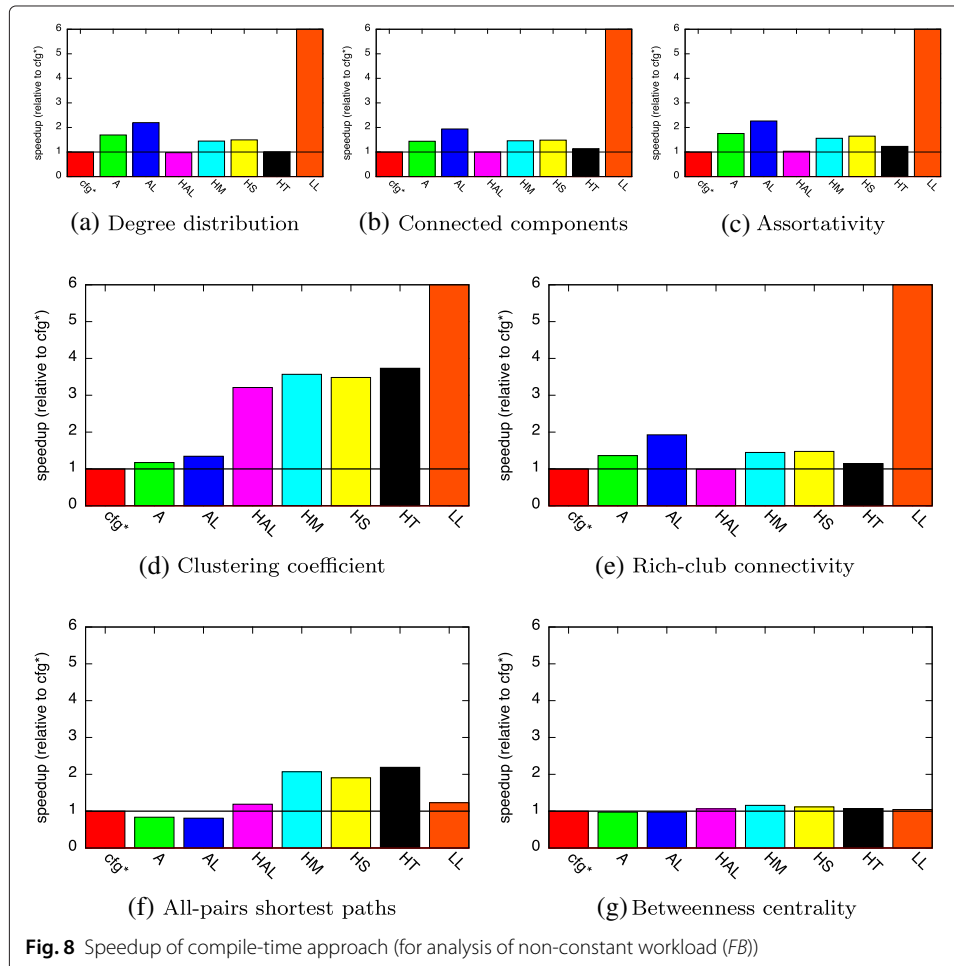 speedup (relative to cfg*)
6
5
4
3
2
1
0
cfg*
A
AL
HAL
HM
HS
HT
LL
(a) Degree distribution
speedup (relative to cfg*)
6
5
4
3
2
1
0
cfg*
A
AL
HAL
HM
HS
HT
LL
(b) Connected components
speedup (relative to cfg*)
6
5
4
3
2
1
0
cfg*
A
AL
HAL
HM
HS
HT
LL
(c) Assortativity
speedup (relative to cfg*)
6
5
4
3
2
1
0
cfg*
A
AL
HAL
HM
HS
HT
LL
(d) Clustering coefficient
speedup (relative to cfg*)
6
5
4
3
2
1
0
cfg*
A
AL
HAL
HM
HS
HT
LL
(e) Rich-club connectivity
speedup (relative to cfg*)
6
5
4
3
2
1
0
cfg*
A
AL
HAL
HM
HS
HT
LL
(f) All-pairs shortest paths
speedup (relative to cfg*)
6
5
4
3
2
1
0
cfg*
A
AL
HAL
HM
HS
HT
LL
(g) Betweenness centrality
Fig. 8 Speedup of compile-time approach (for analysis of non-constant workload (FB))